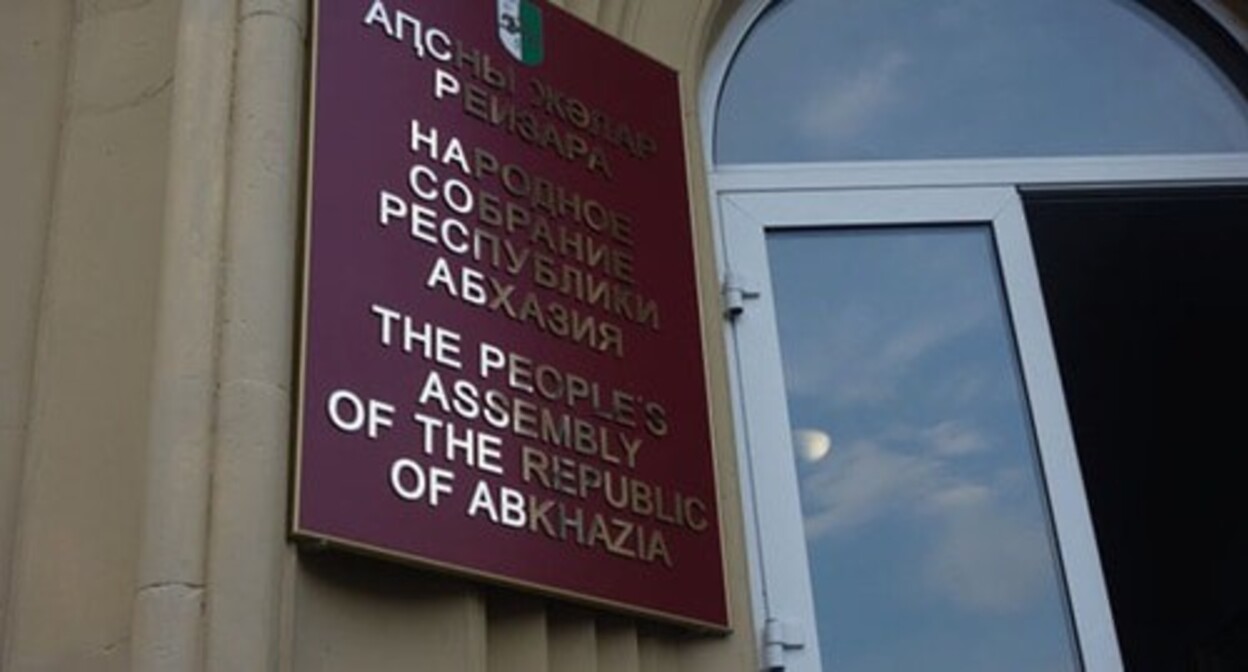 АԤСНЫ ЖӘЛАР
РЕИЗАРА
НАРОДНОЕ
СОБРАНИЕ
РЕСПУБЛИКИ
АБХАЗИЯ
THE PEOPLE'S
ASSEMBLY
OF THE REPUBLIC
OF ABKHAZIA